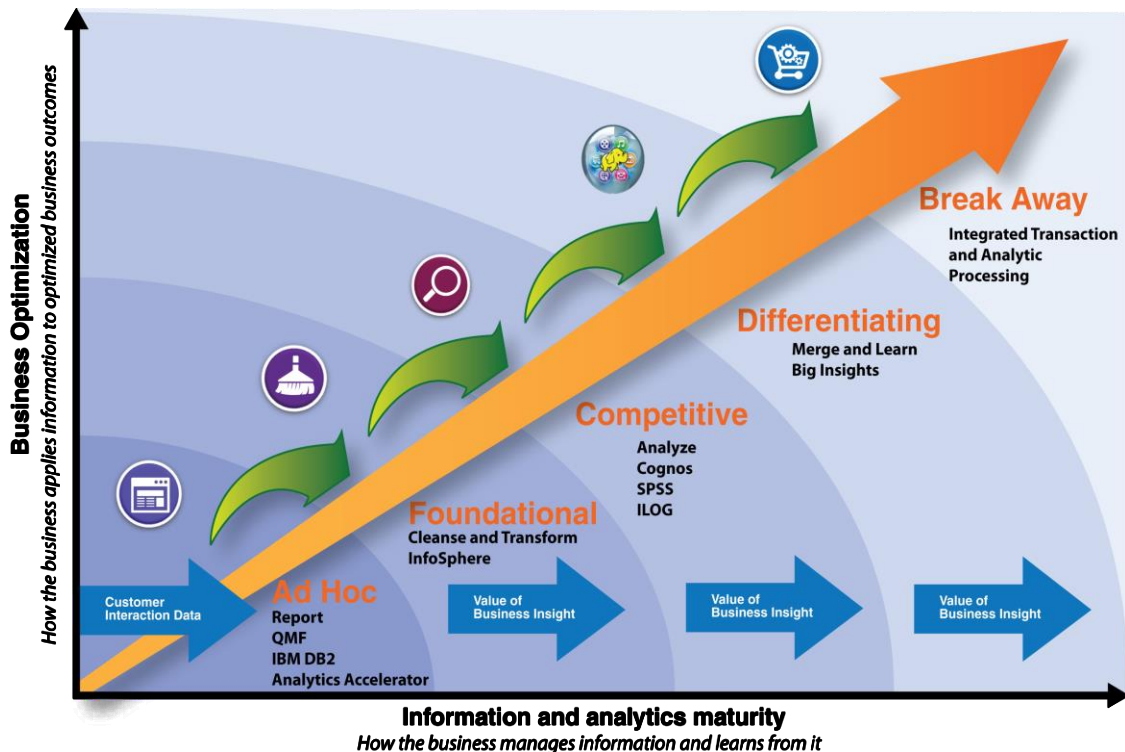 Business Optimization
How the business applies information to optimized business outcomes
Break Away
Integrated Transaction
and Analytic
Processing
Differentiating
Merge and Learn
Big Insights
Competitive
Analyze
Cognos
SPSS
ILOG
Foundational
Cleanse and Transform
InfoSphere
Ad Hoc
Report
QMF
IBM DB2
Analytics Accelerator
Customer
Interaction Data
Value of
Business Insight
Value of
Business Insight
Value of
Business Insight
Information and analytics maturity
How the business manages information and learns from it